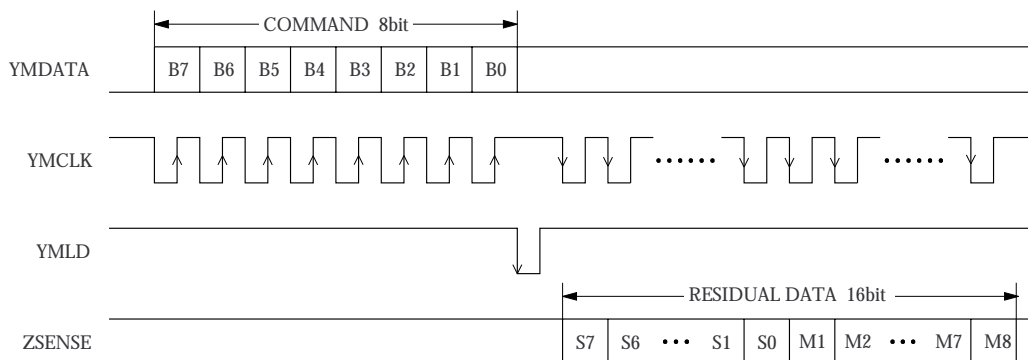 COMMAND 8bit
YMDATA B7 B6 B5 B4 B3 B2 B1 B0
YMCLK •••••• ••••••
YMLD
RESIDUAL DATA 16bit
ZSENSE S7 S6 ••• S1 S0 M1 M2 ••• M7 M8